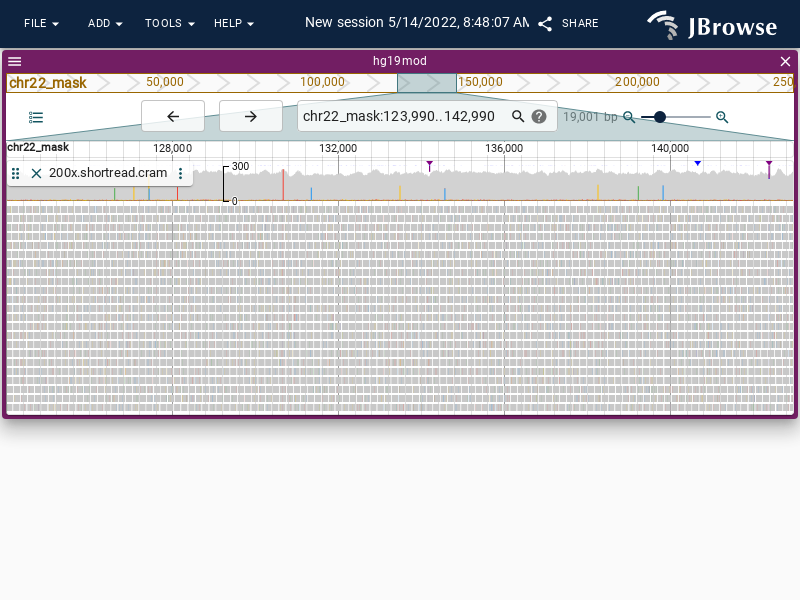 FILE ADD TOOLS HELP New session 5/14/2022, 8:48:07 AM SHARE JBrowse
hg19mod
chr22_mask 50,000 100,000 150,000 200,000 250
chr22_mask:123,990..142,990 19,001 bp
chr22_mask 128,000 132,000 136,000 140,000
200x.shortread.cram 300
0